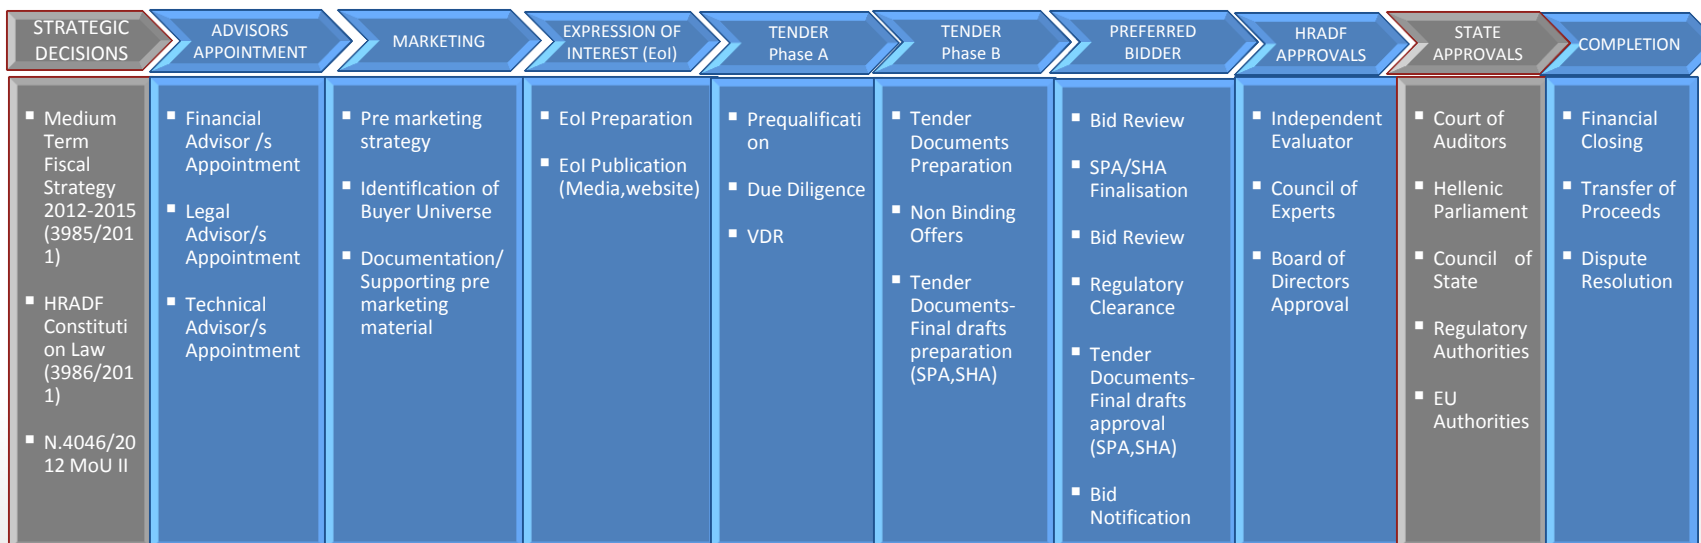 STRATEGIC
DECISIONS
ADVISORS
APPOINTMENT
MARKETING
EXPRESSION OF
INTEREST (EoI)
TENDER
Phase A
TENDER
Phase B
PREFERRED
BIDDER
HRADF
APPROVALS
STATE
APPROVALS
COMPLETION
▪ Medium
Term
Fiscal
Strategy
2012-2015
(3985/201
1)
▪ HRADF
Constituti
on Law
(3986/201
1)
▪ N.4046/20
12 MoU II
▪ Financial
Advisor /s
Appointment
▪ Legal
Advisor/s
Appointment
▪ Technical
Advisor/s
Appointment
▪ Pre marketing
strategy
▪ Identification of
Buyer Universe
▪ Documentation/
Supporting pre
marketing
material
▪ EoI Preparation
▪ EoI Publication
(Media,website)
▪ Prequalificati
on
▪ Due Diligence
▪ VDR
▪ Tender
Documents
Preparation
▪ Non Binding
Offers
▪ Tender
Documents-
Final drafts
preparation
(SPA,SHA)
▪ Bid Review
▪ SPA/SHA
Finalisation
▪ Bid Review
▪ Regulatory
Clearance
▪ Tender
Documents-
Final drafts
approval
(SPA,SHA)
▪ Bid
Notification
▪ Independent
Evaluator
▪ Council of
Experts
▪ Board of
Directors
Approval
▪ Court of
Auditors
▪ Hellenic
Parliament
▪ Council of
State
▪ Regulatory
Authorities
▪ EU
Authorities
▪ Financial
Closing
▪ Transfer of
Proceeds
▪ Dispute
Resolution